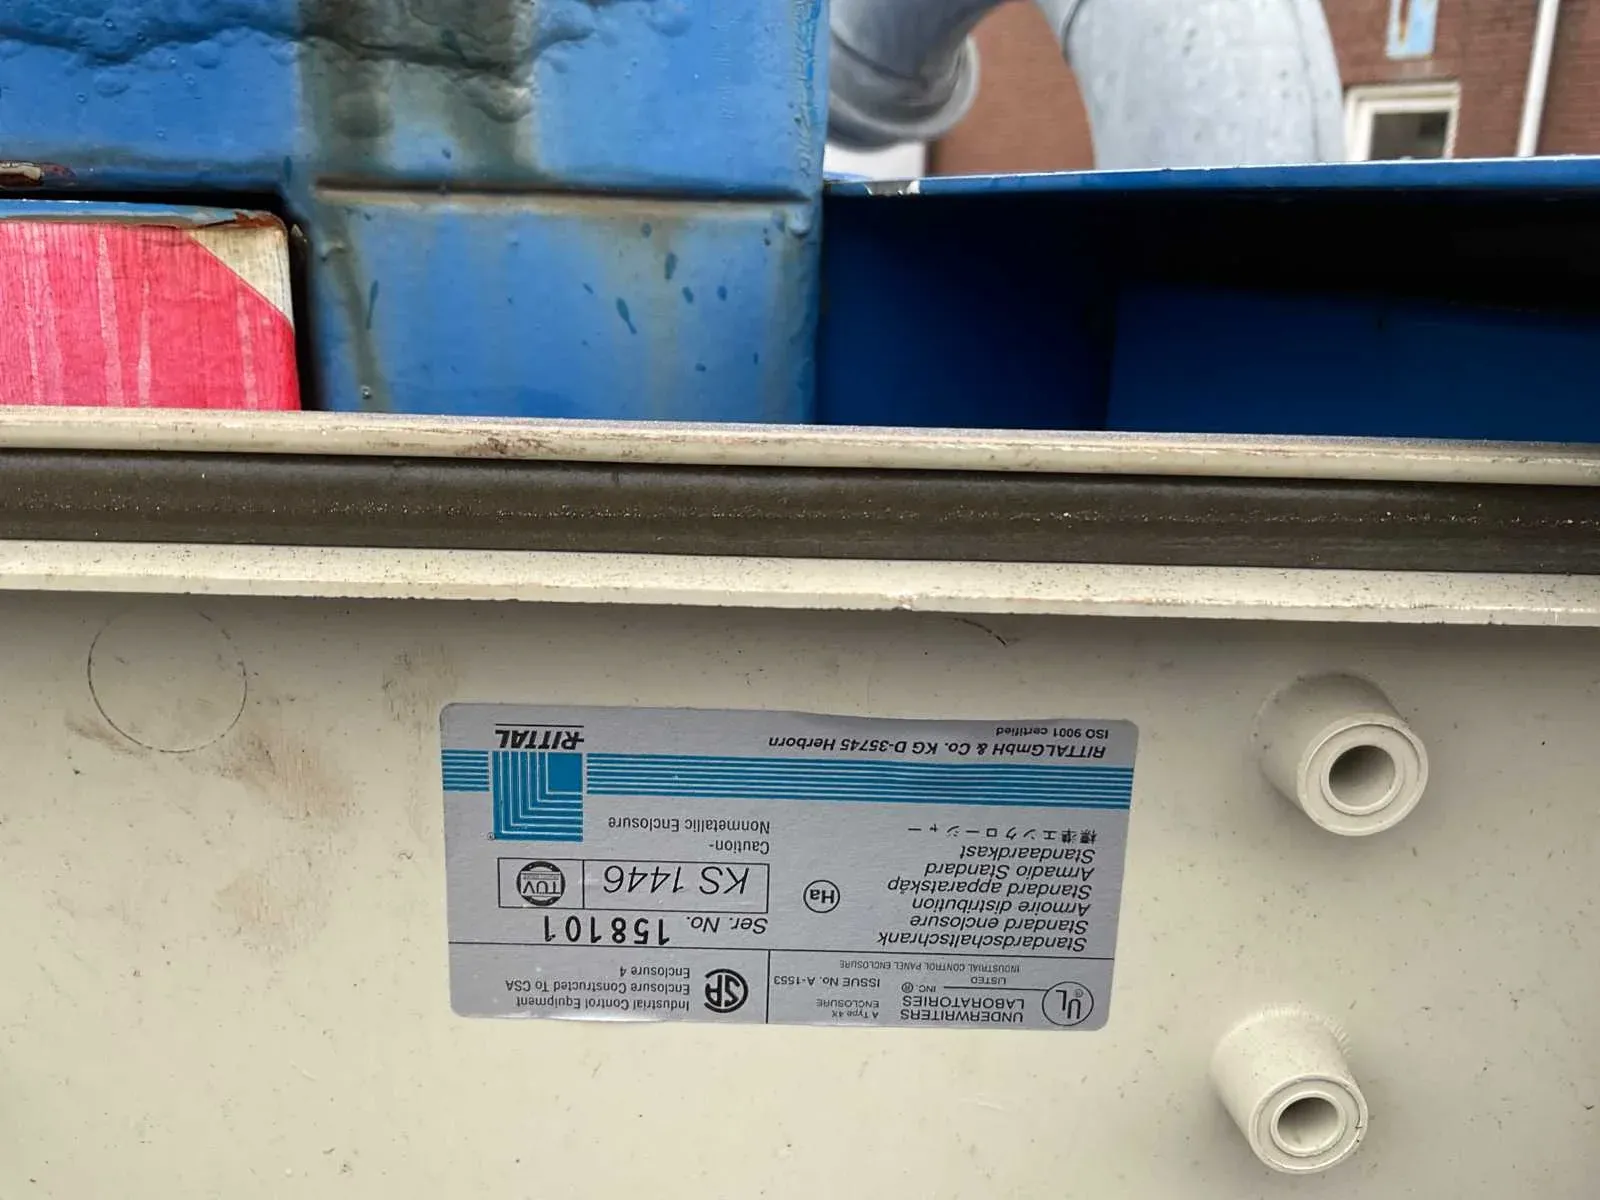 UNDERWRITERS
LABORATORIES
INC. ®
LISTED
A Type 4X
ENCLOSURE
ISSUE No. A-1553
INDUSTRIAL CONTROL PANEL ENCLOSURE
UL
®
SA
Industrial Control Equipment
Enclosure Constructed To CSA
Enclosure 4
Standardschaltschrank
Standard enclosure
Armoire distribution
Standard apparatskåp
Armadio Standard
Standaardkast
標準エンクロージャー
Ha
Ser. No. 158101
KS 1446
TÜV
Caution-
Nonmetallic Enclosure
RITTAL GmbH & Co. KG D-35745 Herborn
ISO 9001 certified
RITTAL
®